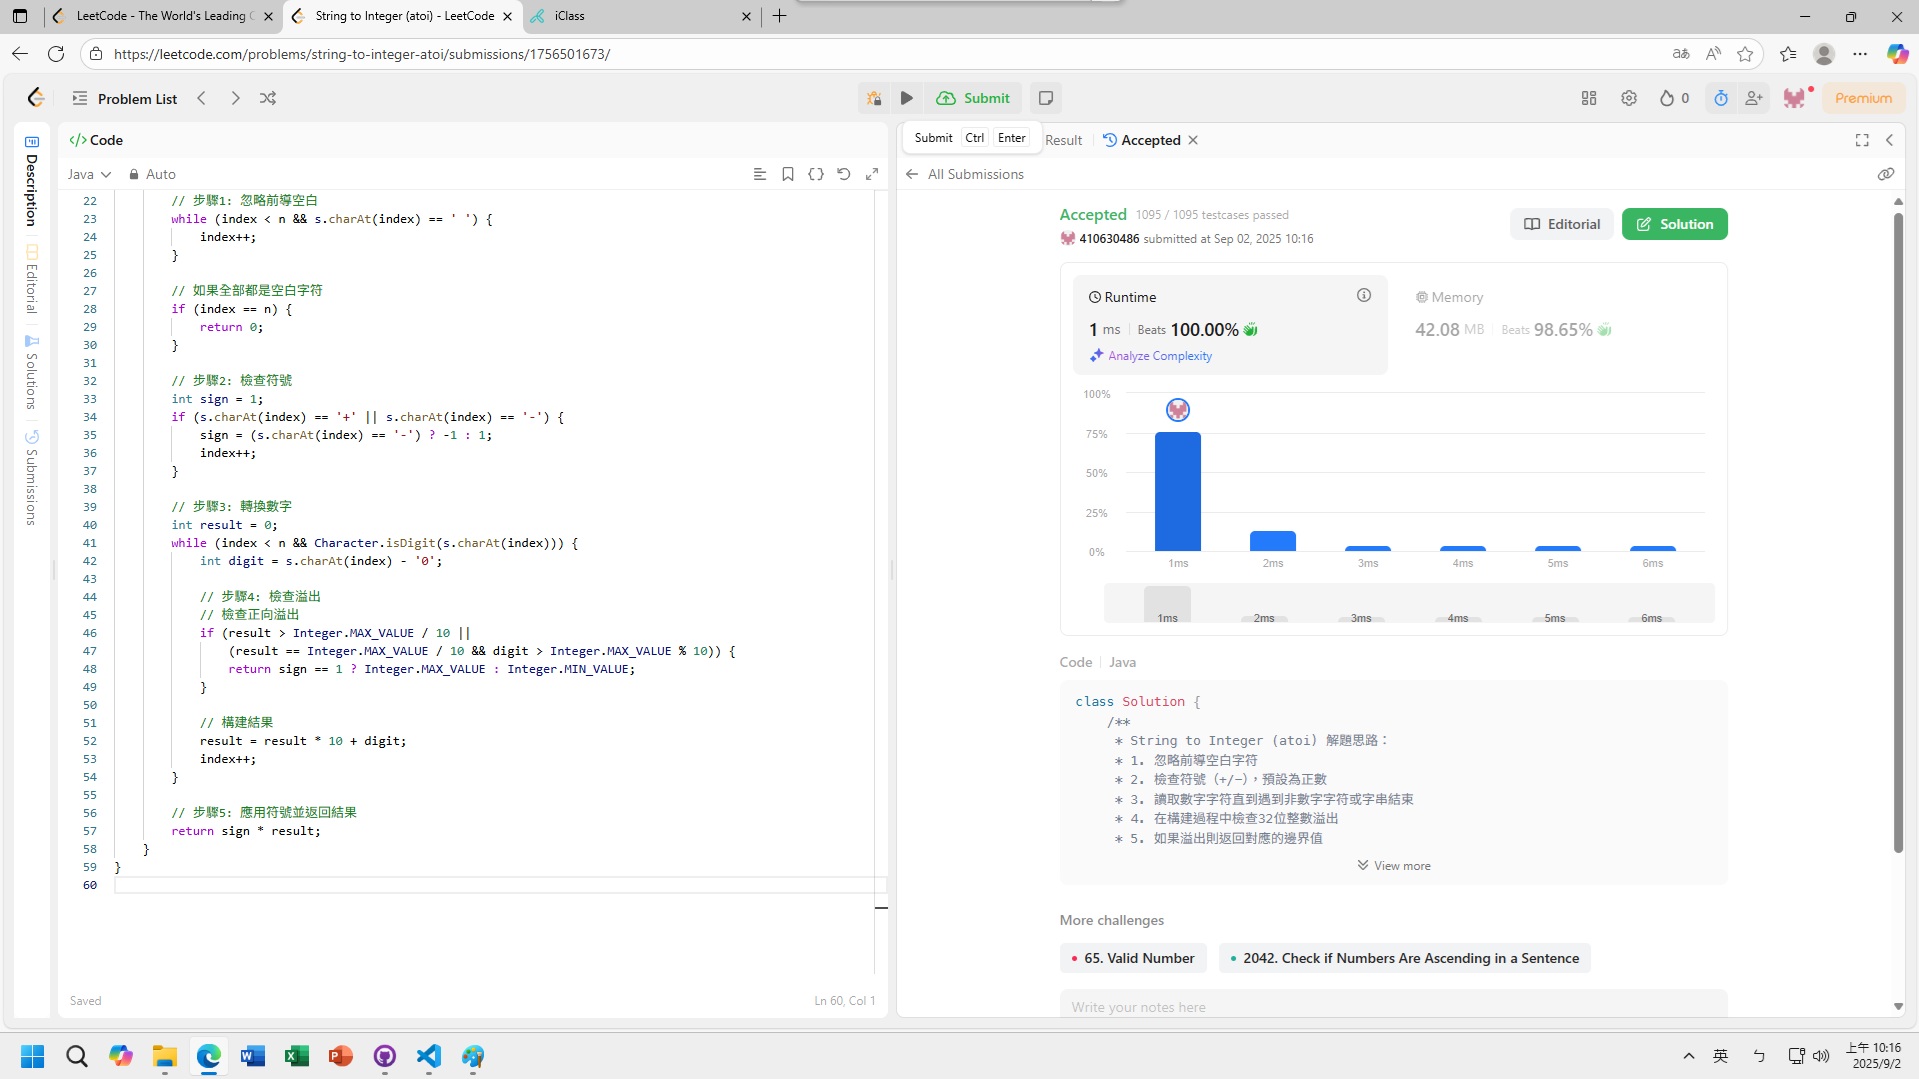 LeetCode - The World's Leading O
String to Integer (atoi) - LeetCode
iClass
https://leetcode.com/problems/string-to-integer-atoi/submissions/1756501673/
Problem List
Submit
0
Premium
Code
Submit Ctrl Enter
Result
Accepted
Java
Auto
All Submissions
Description
Editorial
Solutions
Submissions
22 // 步驟1: 忽略前導空白
23 while (index < n && s.charAt(index) == ' ') {
24 index++;
25 }
26
27 // 如果全部都是空白字符
28 if (index == n) {
29 return 0;
30 }
31
32 // 步驟2: 檢查符號
33 int sign = 1;
34 if (s.charAt(index) == '+' || s.charAt(index) == '-') {
35 sign = (s.charAt(index) == '-') ? -1 : 1;
36 index++;
37 }
38
39 // 步驟3: 轉換數字
40 int result = 0;
41 while (index < n && Character.isDigit(s.charAt(index))) {
42 int digit = s.charAt(index) - '0';
43
44 // 步驟4: 檢查溢出
45 // 檢查正向溢出
46 if (result > Integer.MAX_VALUE / 10 ||
47 (result == Integer.MAX_VALUE / 10 && digit > Integer.MAX_VALUE % 10)) {
48 return sign == 1 ? Integer.MAX_VALUE : Integer.MIN_VALUE;
49 }
50
51 // 構建結果
52 result = result * 10 + digit;
53 index++;
54 }
55
56 // 步驟5: 應用符號並返回結果
57 return sign * result;
58 }
59 }
60
Saved
Ln 60, Col 1
Accepted 1095 / 1095 testcases passed
410630486 submitted at Sep 02, 2025 10:16
Editorial
Solution
Runtime
1 ms Beats 100.00%
Analyze Complexity
Memory
42.08 MB Beats 98.65%
100%
75%
50%
25%
0%
1ms 2ms 3ms 4ms 5ms 6ms
1ms 2ms 3ms 4ms 5ms 6ms
Code Java
class Solution {
/**
* String to Integer (atoi) 解題思路：
* 1. 忽略前導空白字符
* 2. 檢查符號（+/-），預設為正數
* 3. 讀取數字字符直到遇到非數字字符或字串結束
* 4. 在構建過程中檢查32位整數溢出
* 5. 如果溢出則返回對應的邊界值
View more
More challenges
65. Valid Number
2042. Check if Numbers Are Ascending in a Sentence
Write your notes here
英
ㄅ
上午 10:16
2025/9/2